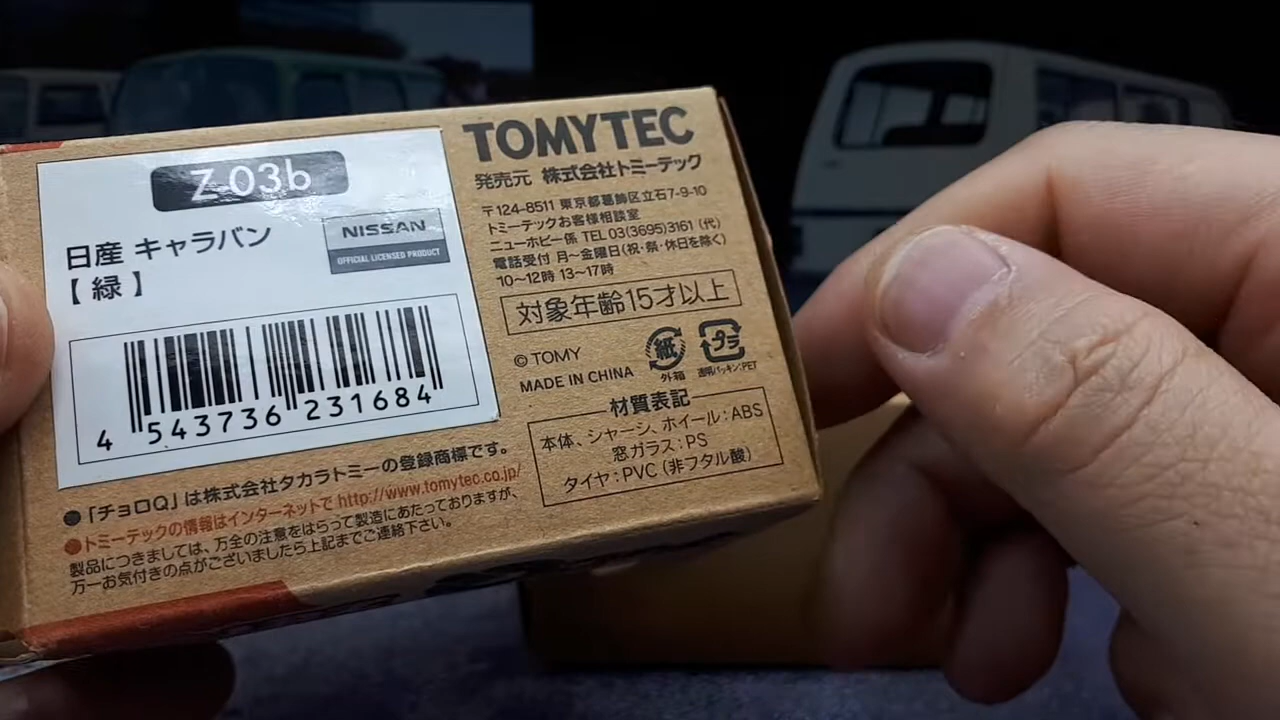 Z-03b
日産 キャラバン
【 緑 】
NISSAN
OFFICIAL LICENSED PRODUCT
4 543736 231684
TOMYTEC
発売元 株式会社トミーテック
〒124-8511 東京都葛飾区立石7-9-10
トミーテックお客様相談室
ニューホビー係 TEL 03(3695)3161 (代)
電話受付 月〜金曜日(祝・祭・休日を除く)
10〜12時 13〜17時
対象年齢15才以上
© TOMY
MADE IN CHINA
紙
外箱
プラ
透明パッキン:PET
材質表記
本体、シャーシ、ホイール:ABS
窓ガラス:PS
タイヤ:PVC (非フタル酸)
●「チョロQ」は株式会社タカラトミーの登録商標です。
●トミーテックの情報はインターネットで http://www.tomytec.co.jp/
製品につきましては、万全の注意をはらって製造にあたっておりますが、
万一お気付きの点がございましたら上記までご連絡下さい。